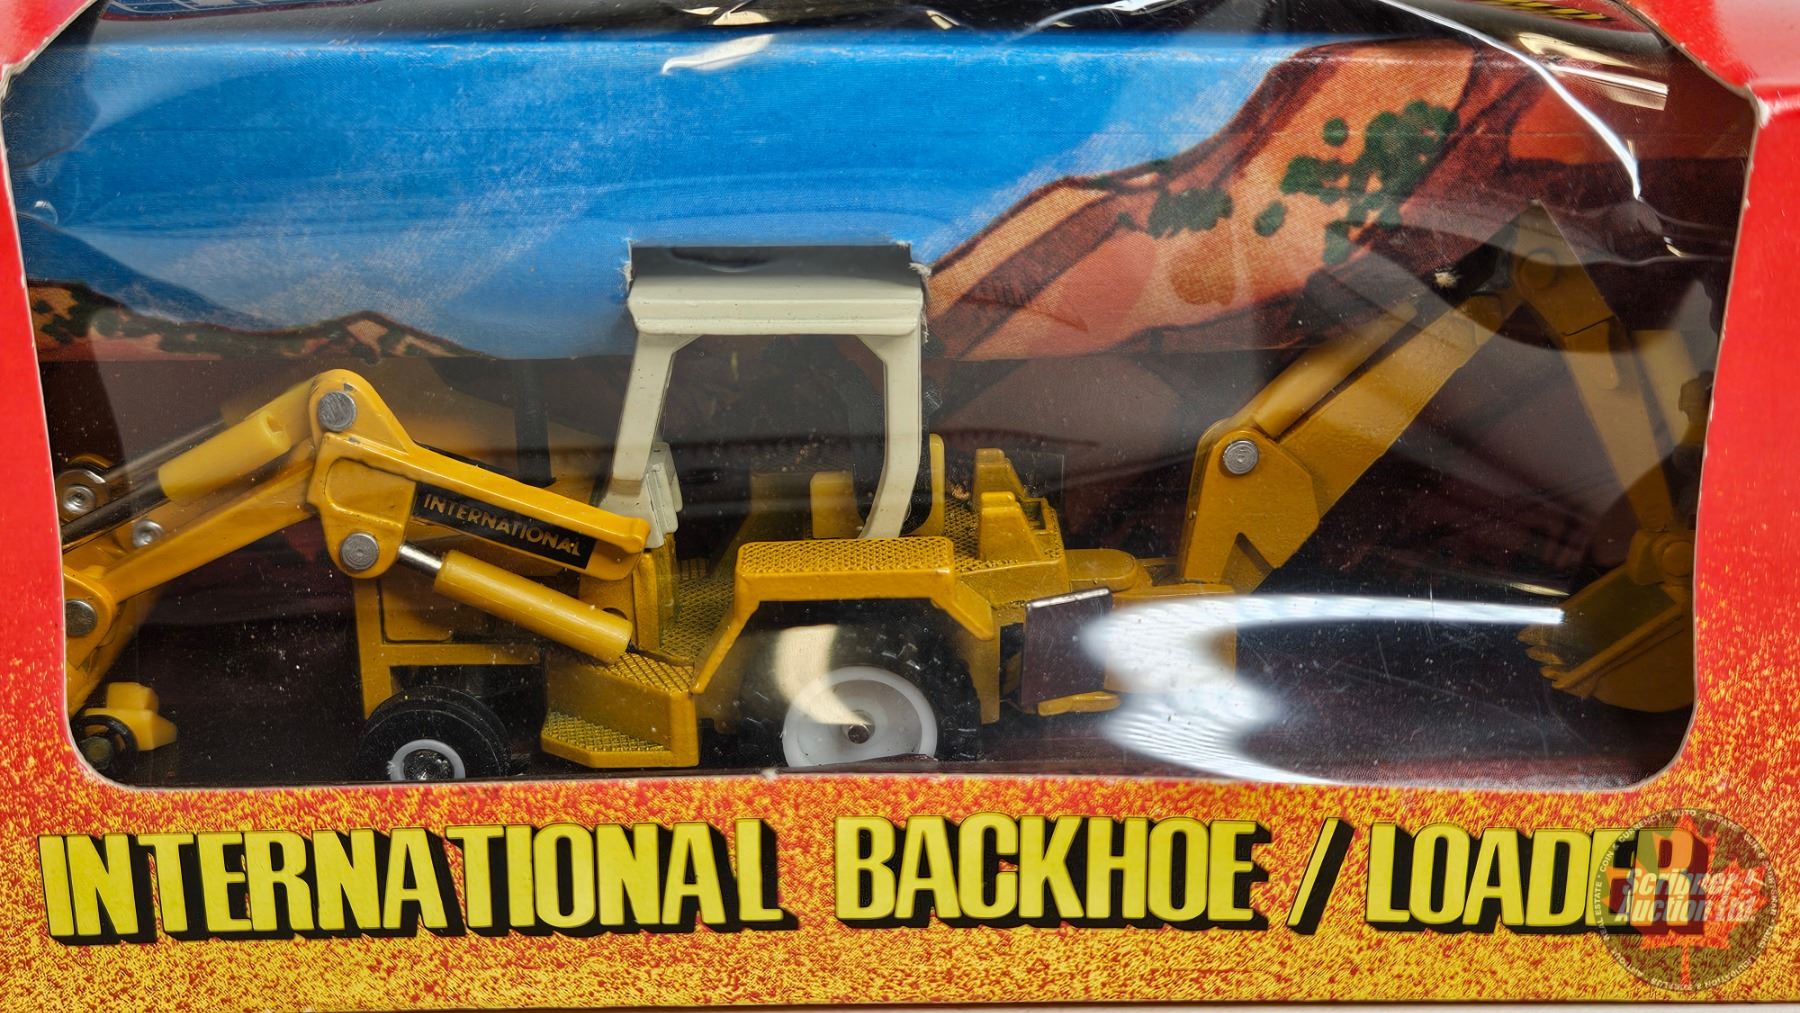 INTERNATIONAL
INTERNATIONAL BACKHOE / LOADER
Scribner
Auction Ltd.